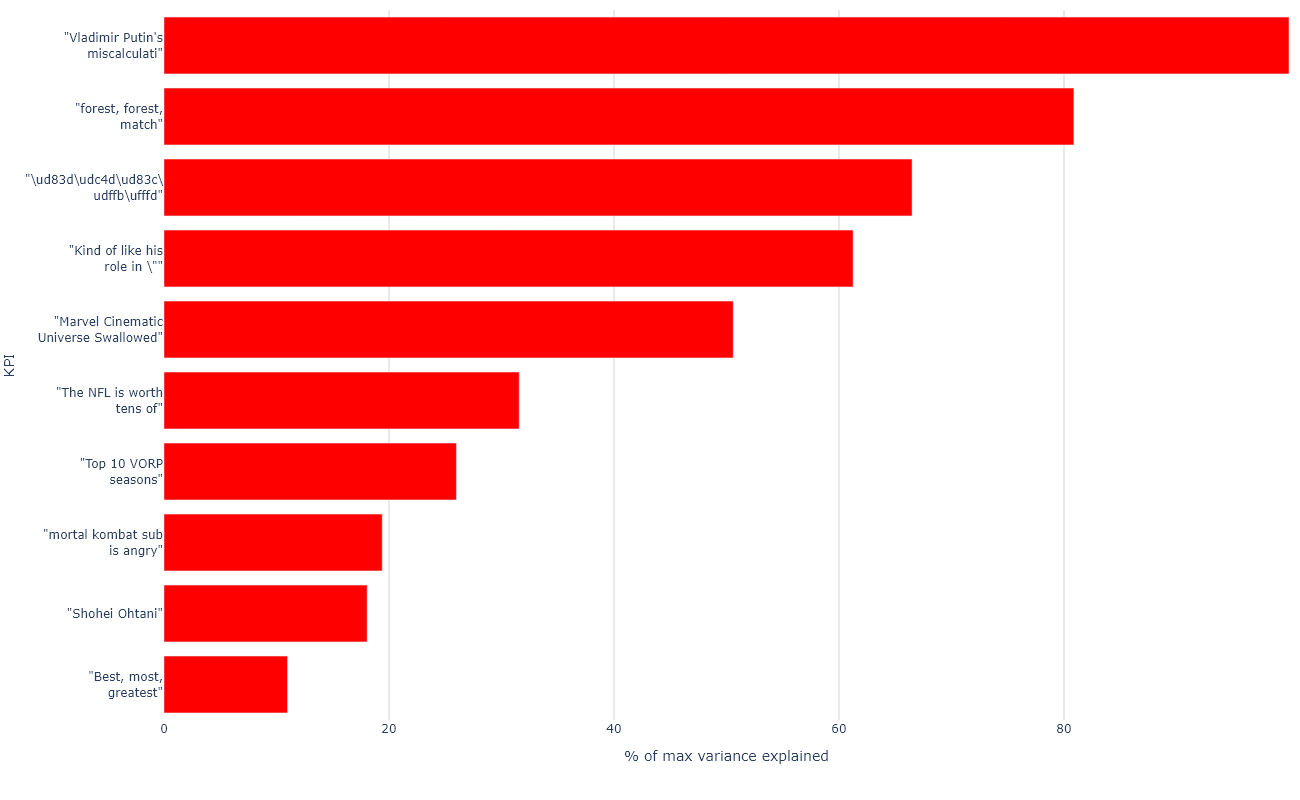 "Vladimir Putin's
miscalculati"
"forest, forest,
match"
"\ud83d\udc4d\ud83c\
udffb\ufffd"
"Kind of like his
role in \""
"Marvel Cinematic
Universe Swallowed"
"The NFL is worth
tens of"
"Top 10 VORP
seasons"
"mortal kombat sub
is angry"
"Shohei Ohtani"
"Best, most,
greatest"
KPI
0 20 40 60 80
% of max variance explained